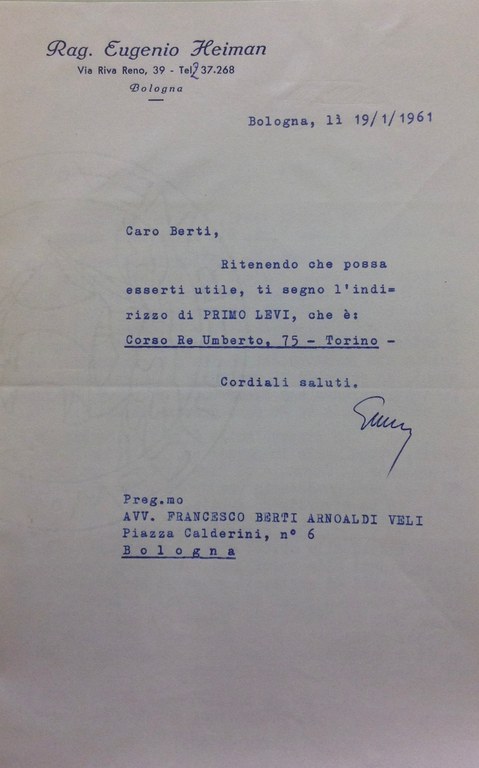 Rag. Eugenio Heiman
Via Riva Reno, 39 - Tel. 2 37.268
Bologna
Bologna, lì 19/1/1961
Caro Berti,
Ritenendo che possa
esserti utile, ti segno l'indi=
rizzo di PRIMO LEVI, che è:
Corso Re Umberto, 75 - Torino -
Cordiali saluti.
Preg.mo
AVV. FRANCESCO BERTI ARNOALDI VELI
Piazza Calderini, n° 6
B o l o g n a